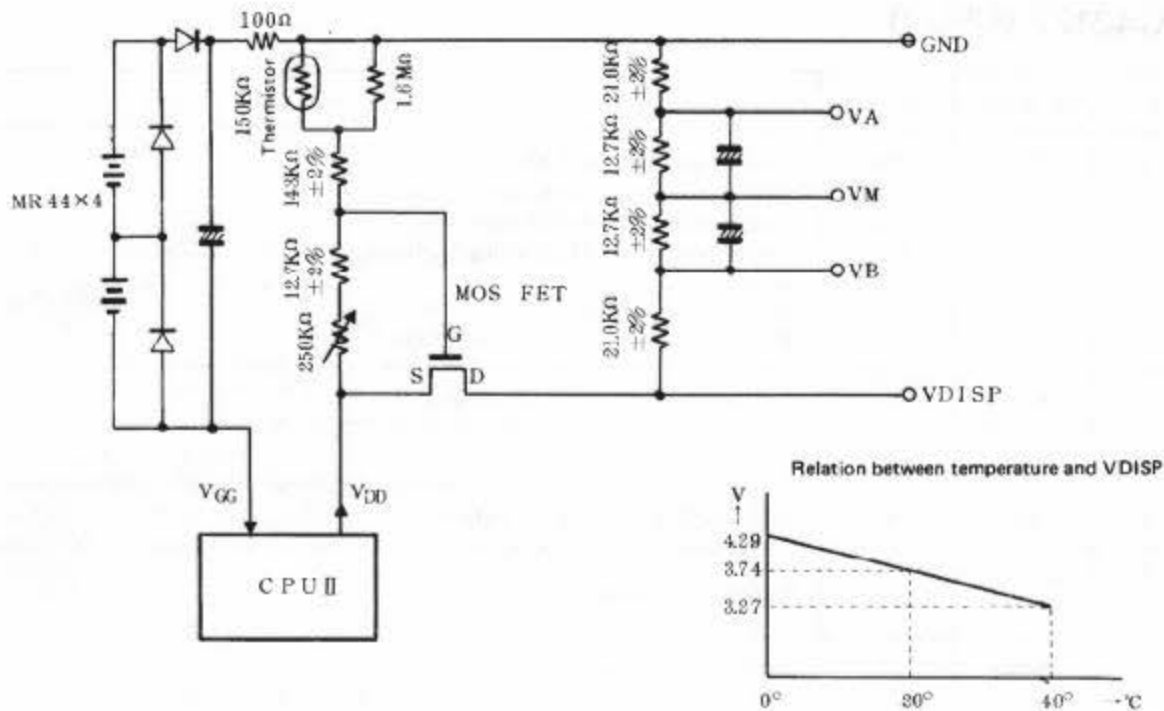 100Ω
GND
150KΩ
Thermistor
1.6MΩ
21.0KΩ
±2%
VA
143KΩ
±2%
12.7KΩ
±2%
MR 44×4
VM
12.7KΩ
±2%
12.7KΩ
±2%
VB
MOS FET
250KΩ
G
S D
21.0KΩ
±2%
VDISP
VGG
VDD
CPUⅡ
Relation between temperature and VDISP
V
↑
4.29
3.74
3.27
0° 20° 40° →℃